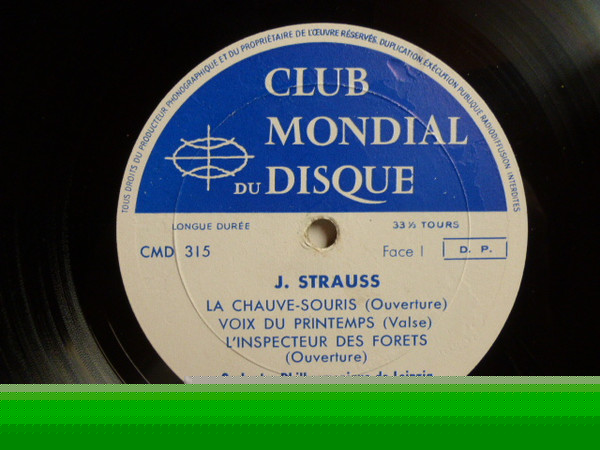 TOUS DROITS DU PRODUCTEUR PHONOGRAPHIQUE ET DU PROPRIÉTAIRE DE L'ŒUVRE RÉSERVÉS. DUPLICATION, EXÉCUTION PUBLIQUE RADIODIFFUSION INTERDITES
CLUB
MONDIAL
DU DISQUE
LONGUE DURÉE 33 ½ TOURS
CMD 315 Face 1 D. P.
J. STRAUSS
LA CHAUVE-SOURIS (Ouverture)
VOIX DU PRINTEMPS (Valse)
L'INSPECTEUR DES FORETS
(Ouverture)